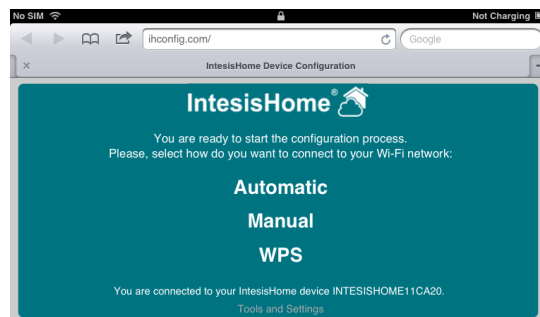 No SIM
Not Charging
ihconfig.com/
Google
IntesisHome Device Configuration
IntesisHome®
You are ready to start the configuration process.
Please, select how do you want to connect to your Wi-Fi network:
Automatic
Manual
WPS
You are connected to your IntesisHome device INTESISHOME11CA20.
Tools and Settings